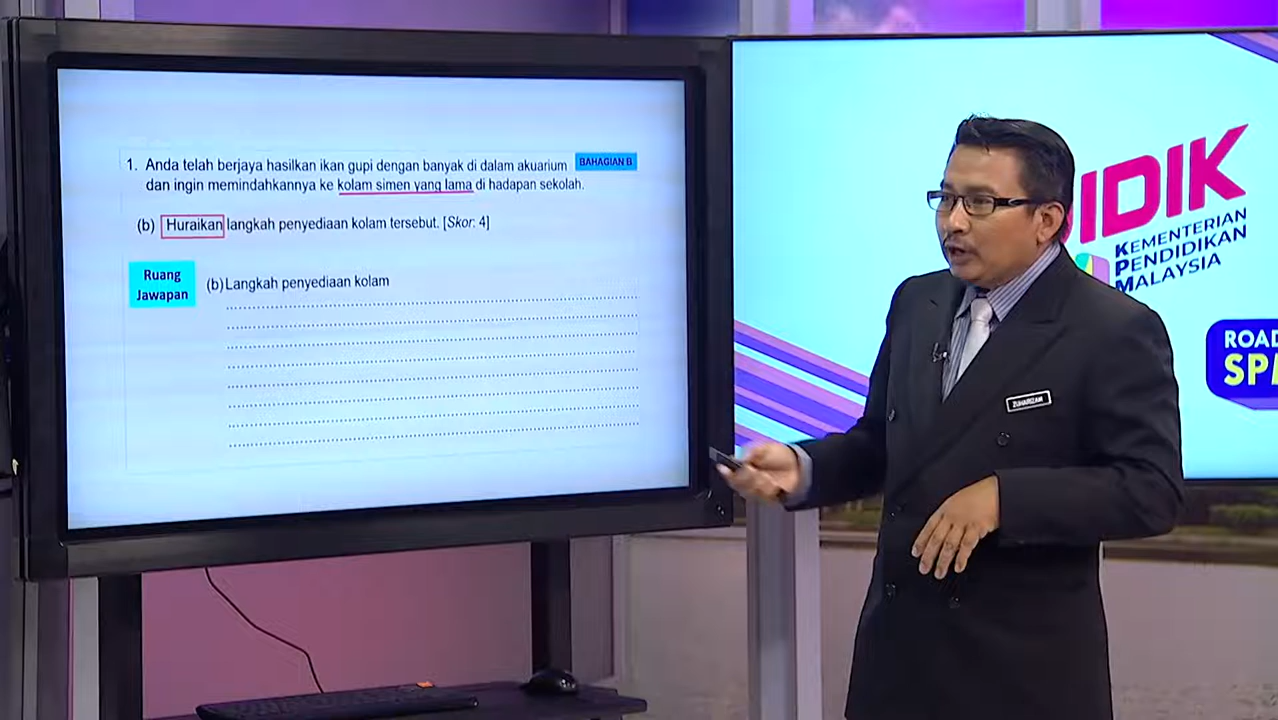 1. Anda telah berjaya hasilkan ikan gupi dengan banyak di dalam akuarium
BAHAGIAN B
dan ingin memindahkannya ke kolam simen yang lama di hadapan sekolah.
(b) Huraikan langkah penyediaan kolam tersebut. [Skor: 4]
Ruang
Jawapan
(b) Langkah penyediaan kolam
IDIK
KEMENTERIAN
PENDIDIKAN
MALAYSIA
ROAD
SPM
ZUHAIRIZAM